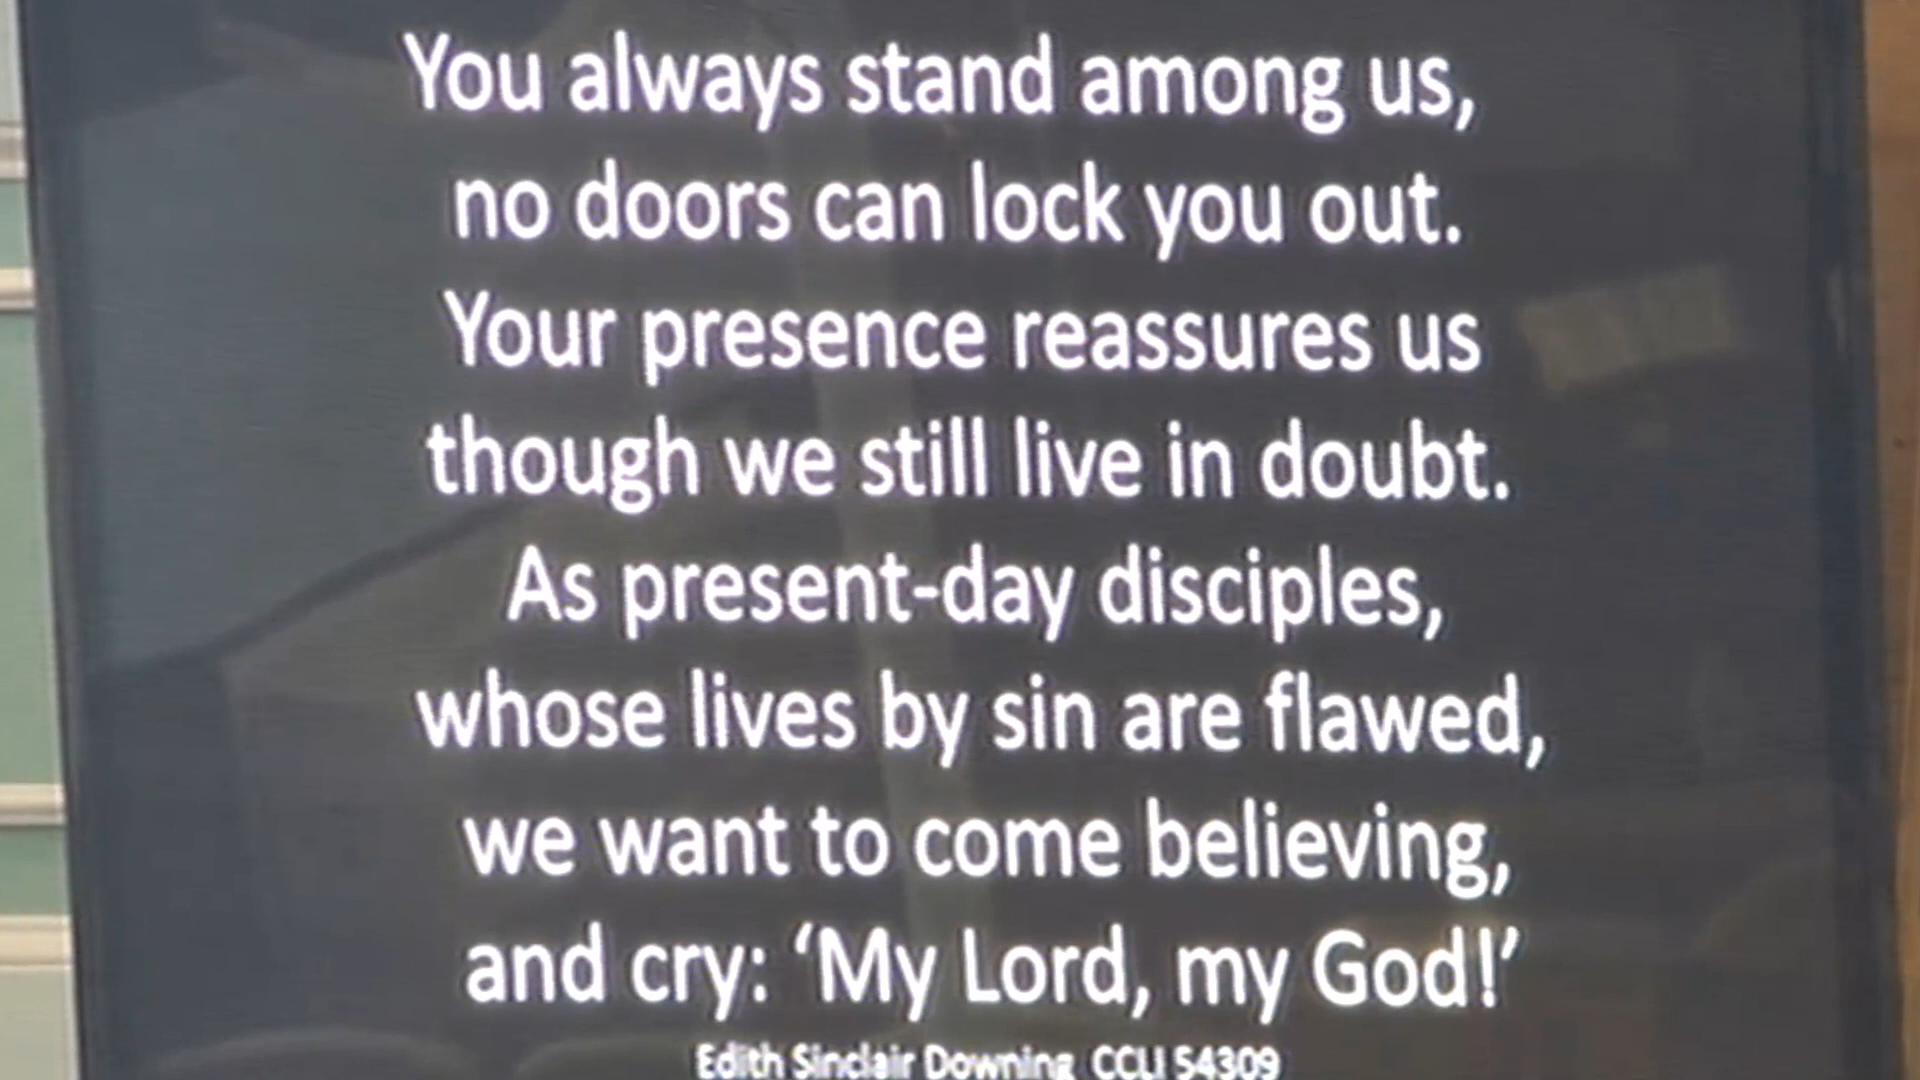 You always stand among us,
no doors can lock you out.
Your presence reassures us
though we still live in doubt.
As present-day disciples,
whose lives by sin are flawed,
we want to come believing,
and cry: ‘My Lord, my God!’
Edith Sinclair Downing CCLI 54309